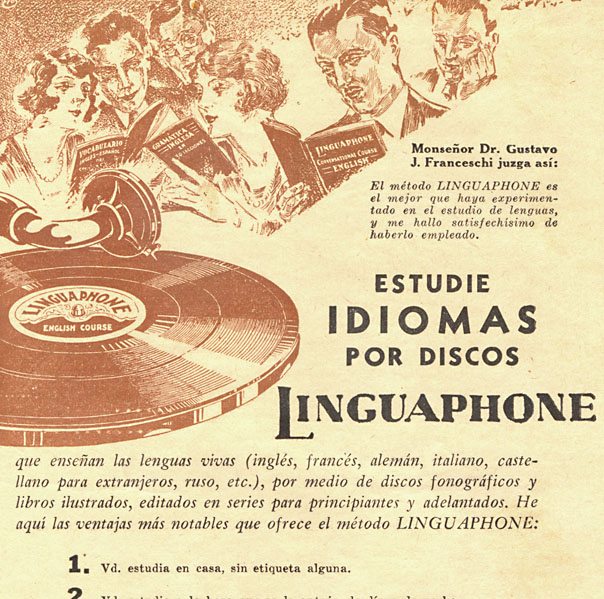 VOCABULARIO
INGLES-ESPAÑOL
GRAMATICA
INGLESA
EN
LINGUAPHONE
CONVERSATIONAL COURSE
ENGLISH
Monseñor Dr. Gustavo
J. Franceschi juzga así:
El método LINGUAPHONE es
el mejor que haya experimen-
tado en el estudio de lenguas,
y me hallo satisfechísimo de
haberlo empleado.
LINGUAPHONE
ENGLISH COURSE
ESTUDIE
IDIOMAS
POR DISCOS
LINGUAPHONE
que enseñan las lenguas vivas (inglés, francés, alemán, italiano, caste-
llano para extranjeros, ruso, etc.), por medio de discos fonográficos y
libros ilustrados, editados en series para principiantes y adelantados. He
aquí las ventajas más notables que ofrece el método LINGUAPHONE:
1. Vd. estudia en casa, sin etiqueta alguna.
2